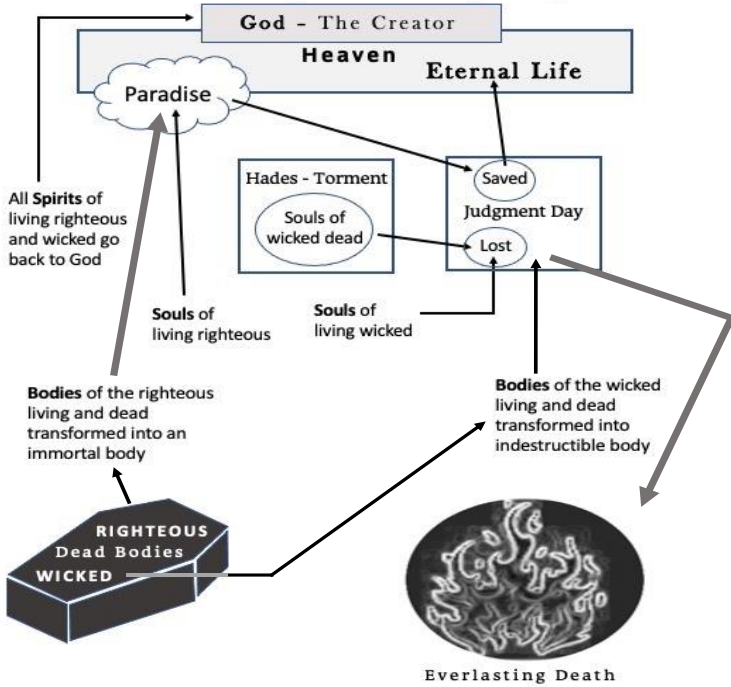 God – The Creator
Heaven
Eternal Life
Paradise
Hades - Torment
Souls of
wicked dead
Saved
Judgment Day
Lost
All Spirits of
living righteous
and wicked go
back to God
Souls of
living righteous
Souls of
living wicked
Bodies of the righteous
living and dead
transformed into an
immortal body
Bodies of the wicked
living and dead
transformed into
indestructible body
RIGHTEOUS
Dead Bodies
WICKED
Everlasting Death